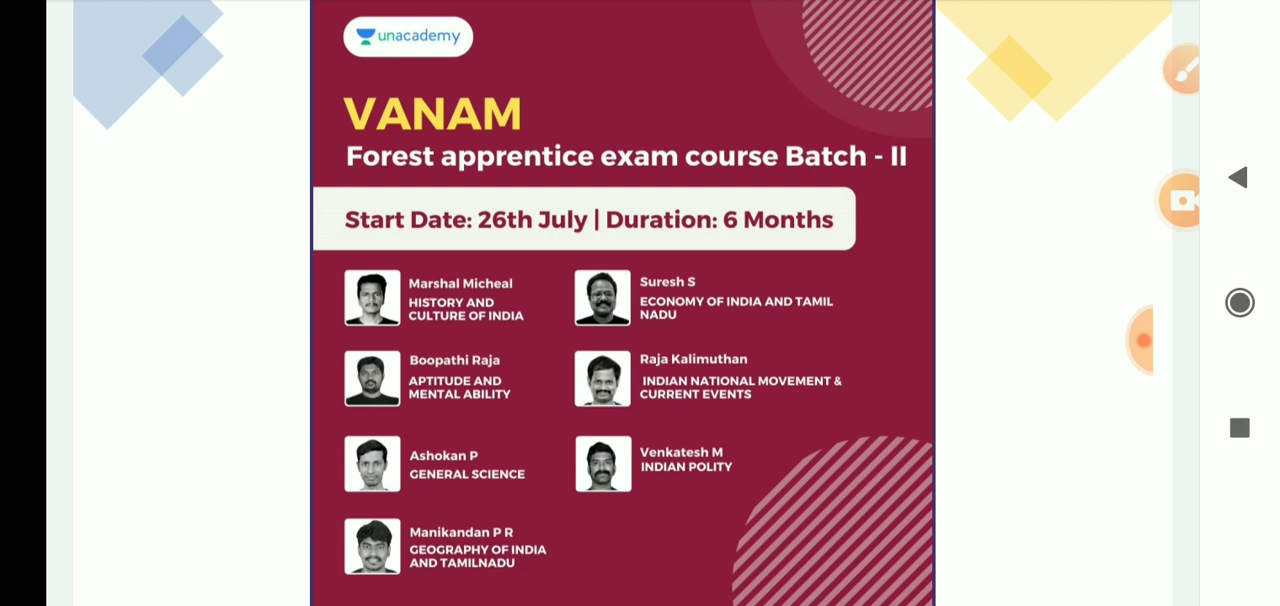 unacademy
VANAM
Forest apprentice exam course Batch - II
Start Date: 26th July | Duration: 6 Months
Marshal Micheal
HISTORY AND
CULTURE OF INDIA
Suresh S
ECONOMY OF INDIA AND TAMIL
NADU
Boopathi Raja
APTITUDE AND
MENTAL ABILITY
Raja Kalimuthan
INDIAN NATIONAL MOVEMENT &
CURRENT EVENTS
Ashokan P
GENERAL SCIENCE
Venkatesh M
INDIAN POLITY
Manikandan P R
GEOGRAPHY OF INDIA
AND TAMILNADU